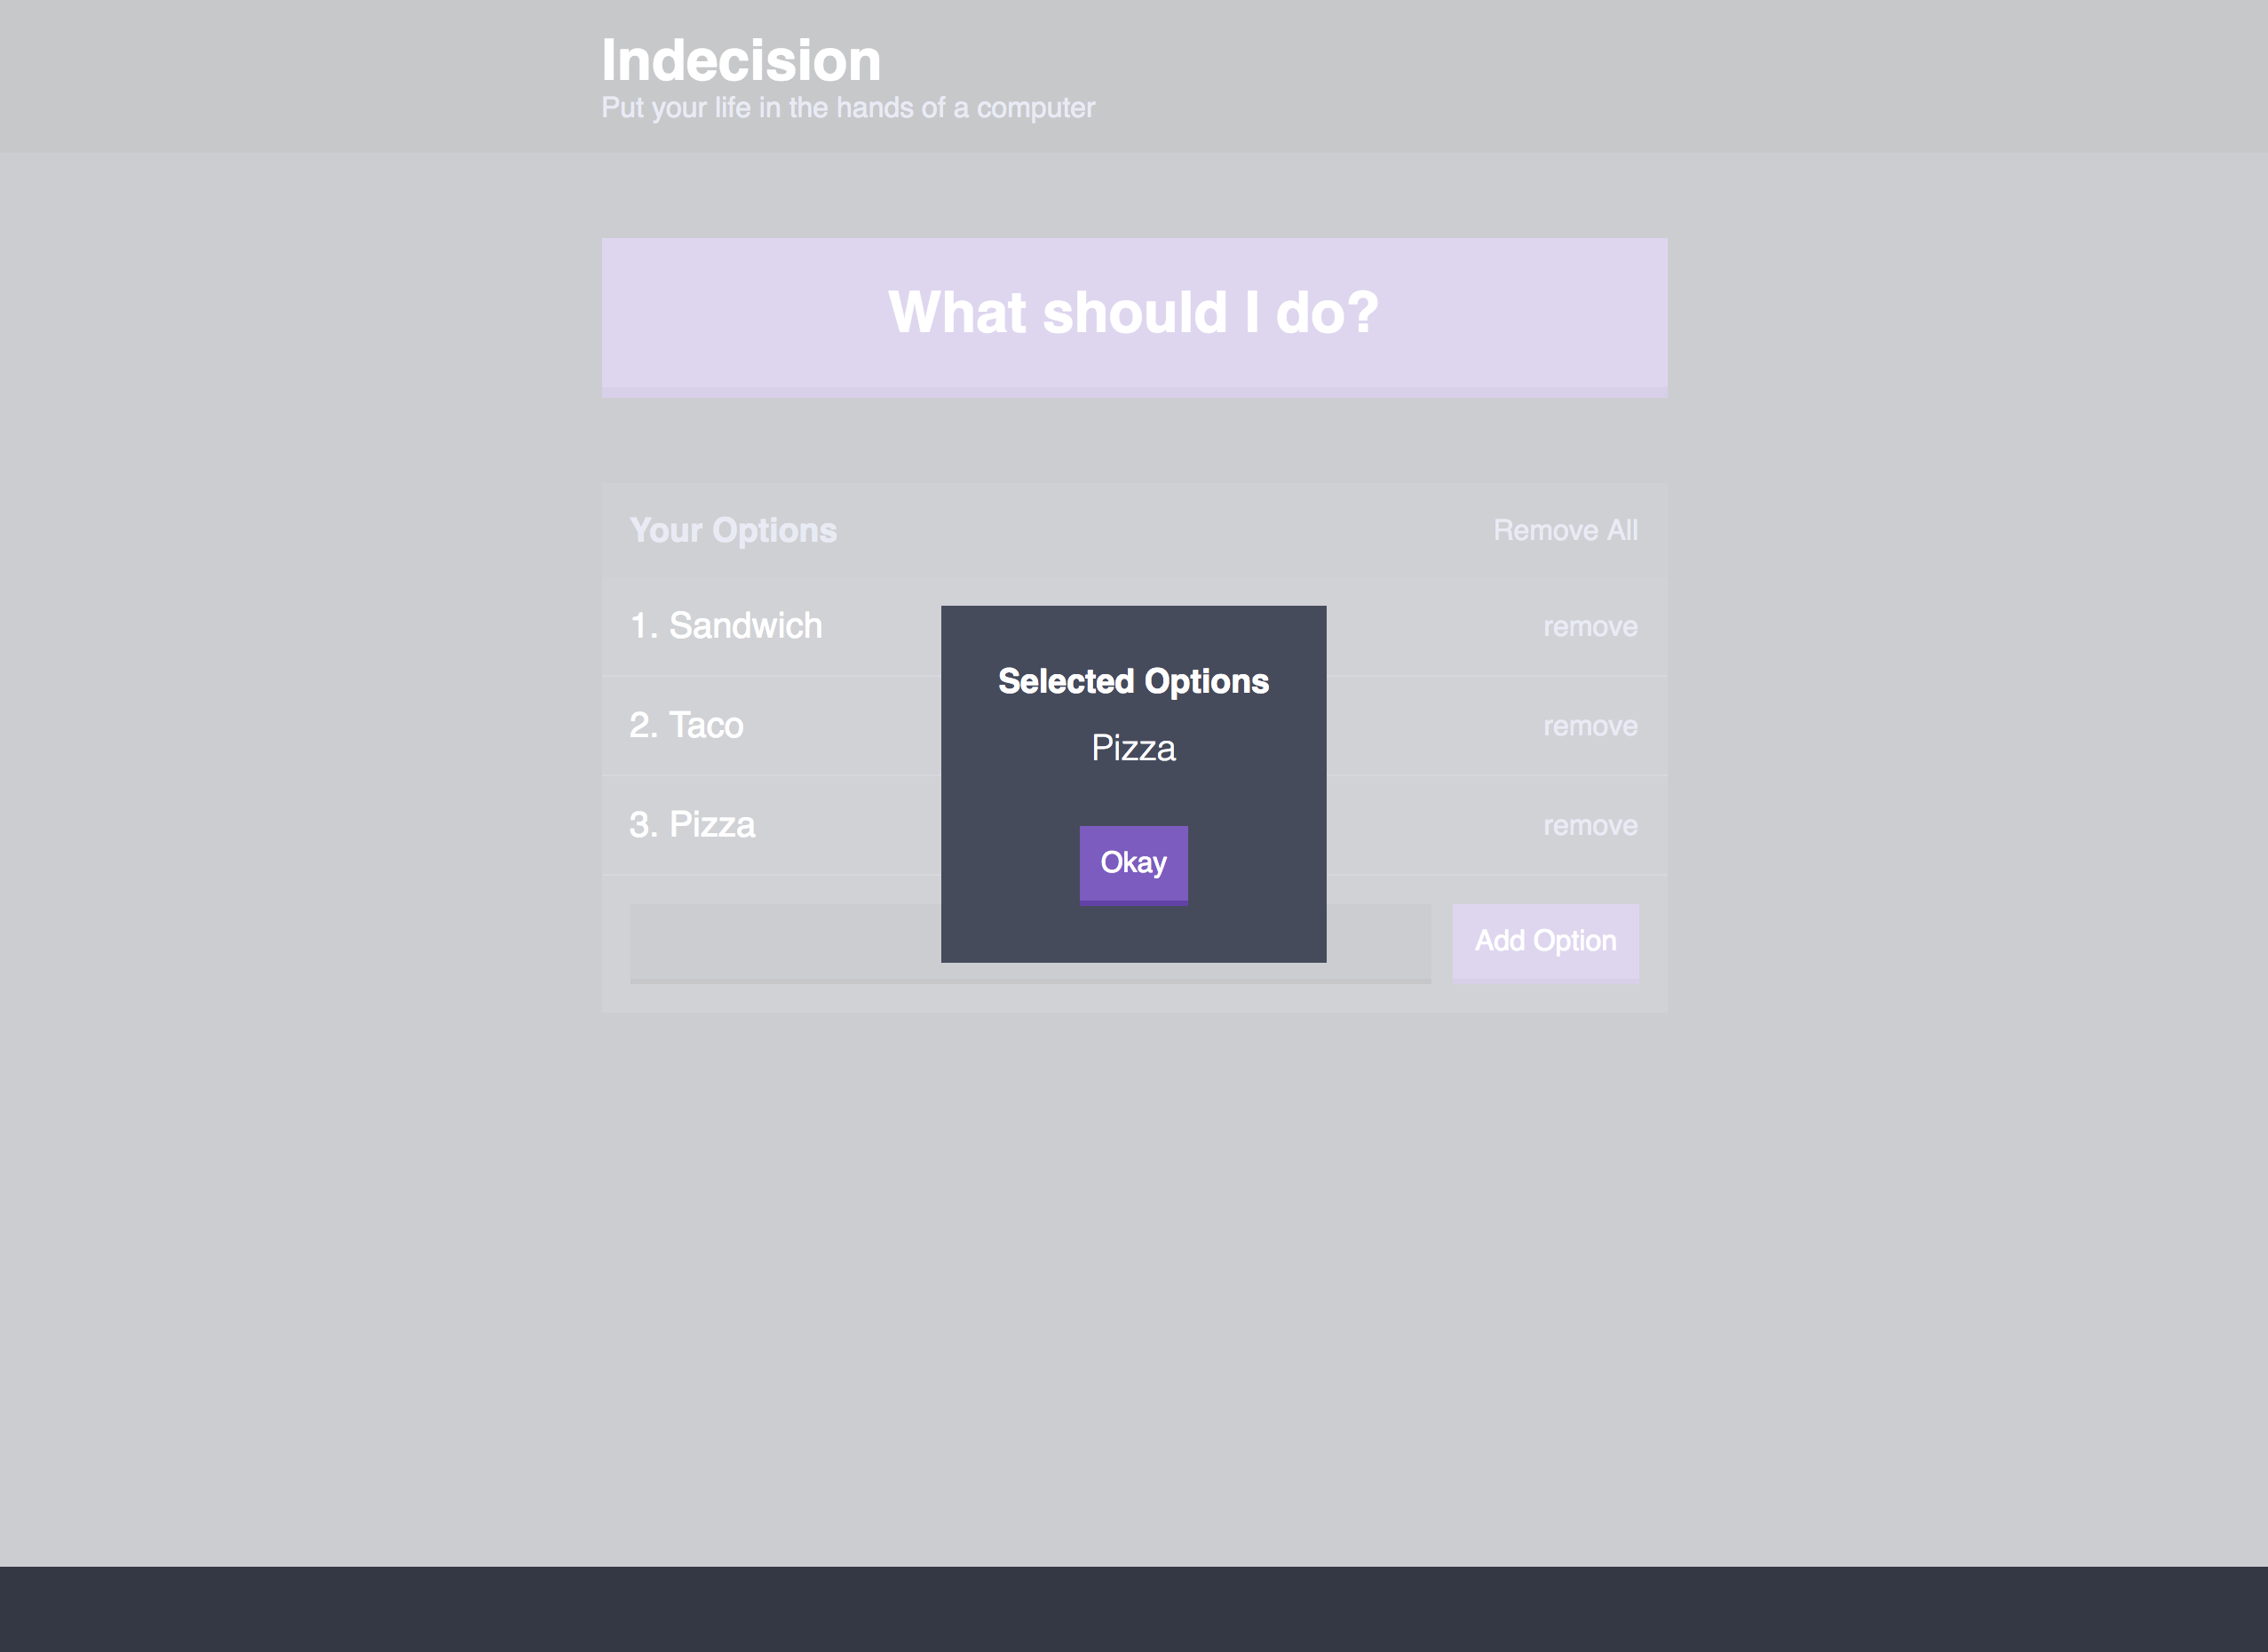 Indecision
Put your life in the hands of a computer
What should I do?
Your Options
Remove All
1. Sandwich
remove
2. Taco
remove
3. Pizza
remove
Add Option
Selected Options
Pizza
Okay